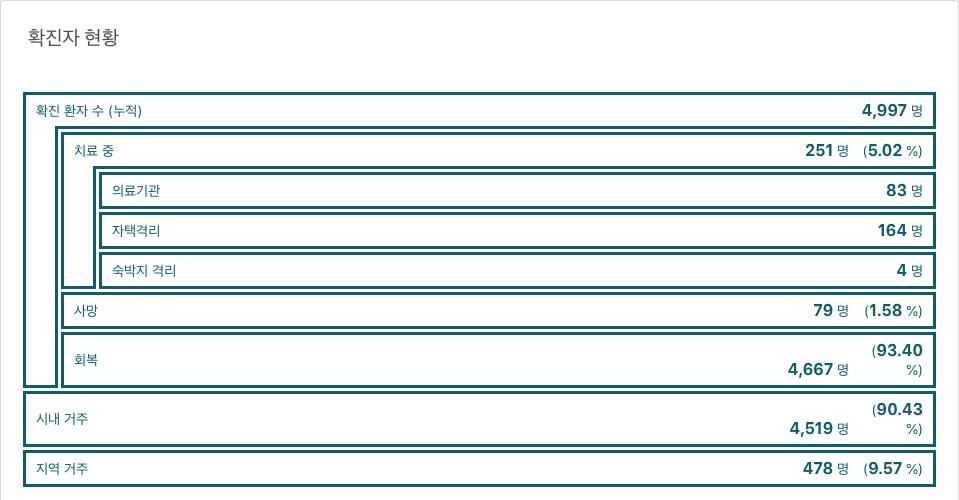 확진자 현황
확진 환자 수 (누적) 4,997 명
치료 중 251 명 (5.02 %)
의료기관 83 명
자택격리 164 명
숙박지 격리 4 명
사망 79 명 (1.58 %)
회복 4,667 명 (93.40 %)
시내 거주 4,519 명 (90.43 %)
지역 거주 478 명 (9.57 %)